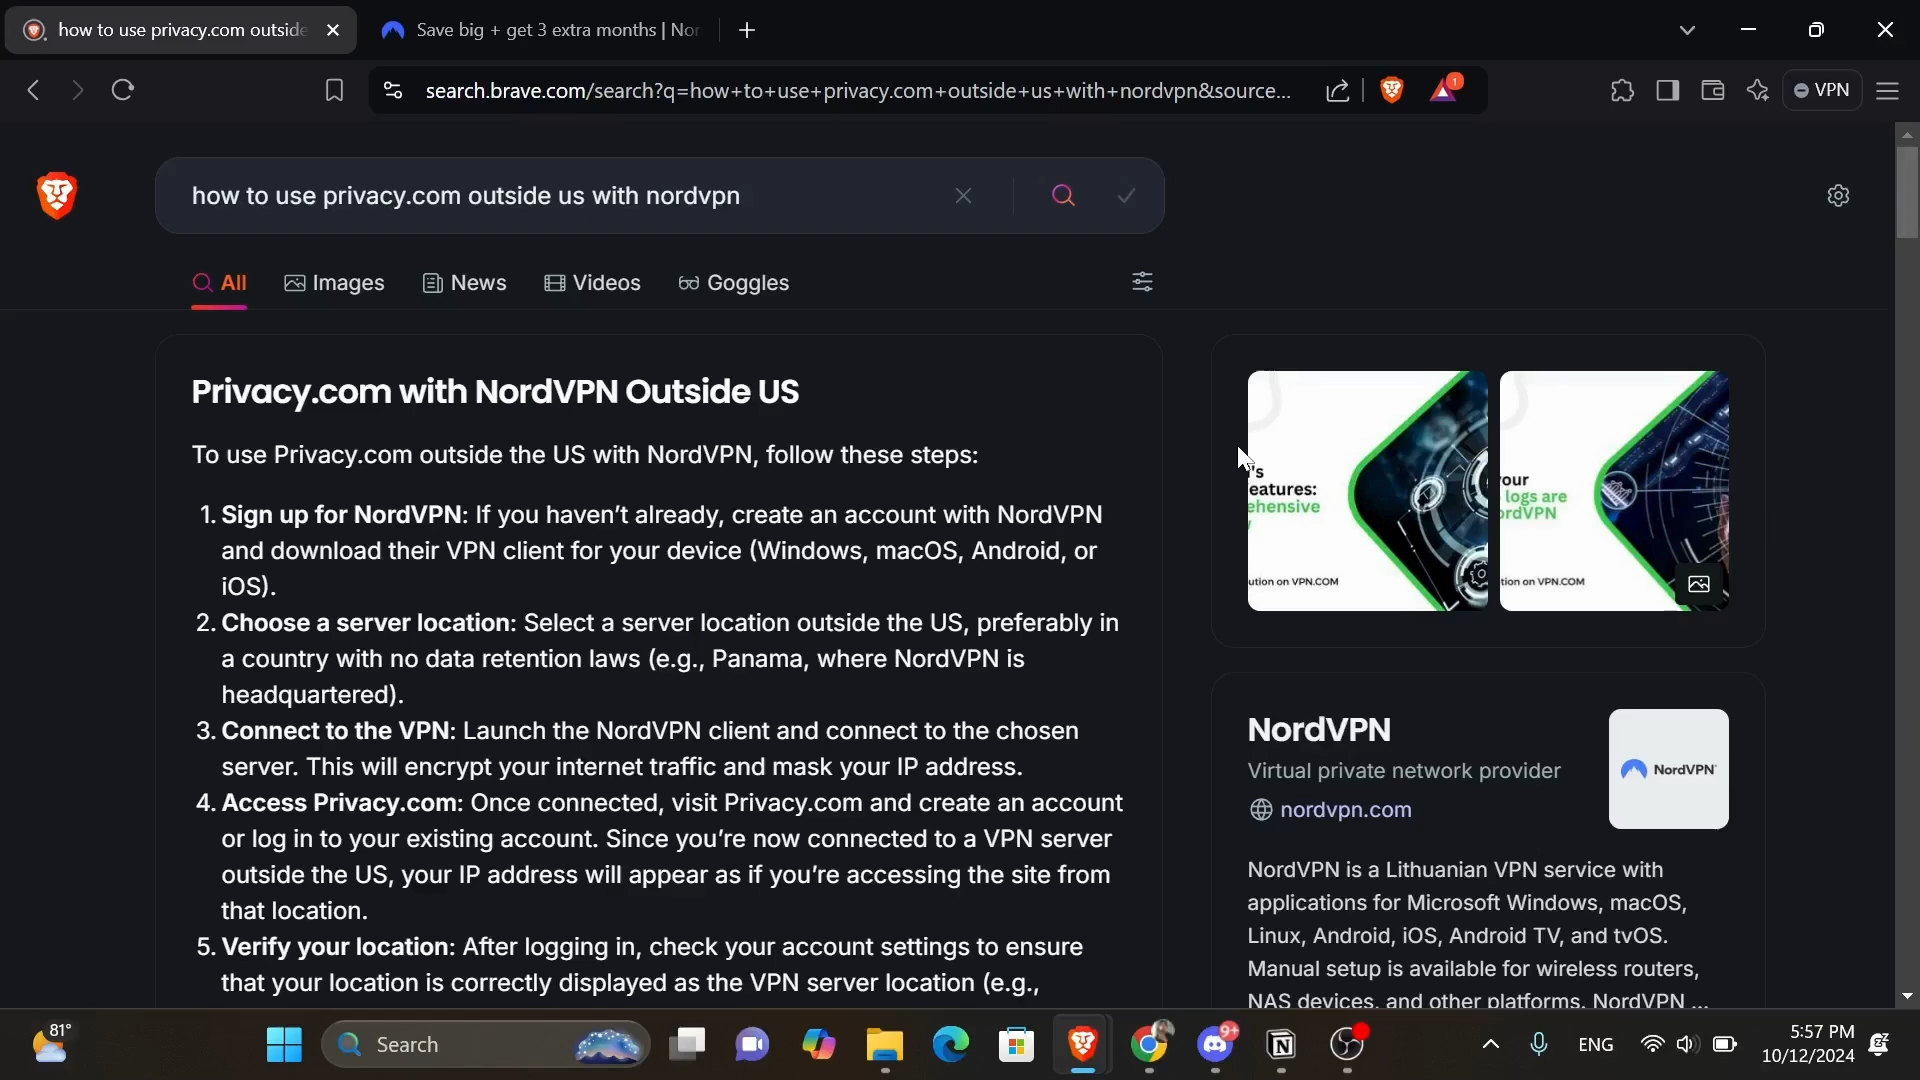 how to use privacy.com outside
Save big + get 3 extra months | Nor
search.brave.com/search?q=how+to+use+privacy.com+outside+us+with+nordvpn&source...
1
VPN
how to use privacy.com outside us with nordvpn
All
Images
News
Videos
Goggles
Privacy.com with NordVPN Outside US
To use Privacy.com outside the US with NordVPN, follow these steps:
1. Sign up for NordVPN: If you haven't already, create an account with NordVPN
and download their VPN client for your device (Windows, macOS, Android, or
iOS).
2. Choose a server location: Select a server location outside the US, preferably in
a country with no data retention laws (e.g., Panama, where NordVPN is
headquartered).
3. Connect to the VPN: Launch the NordVPN client and connect to the chosen
server. This will encrypt your internet traffic and mask your IP address.
4. Access Privacy.com: Once connected, visit Privacy.com and create an account
or log in to your existing account. Since you're now connected to a VPN server
outside the US, your IP address will appear as if you're accessing the site from
that location.
5. Verify your location: After logging in, check your account settings to ensure
that your location is correctly displayed as the VPN server location (e.g.,
's
eatures:
ehensive
ution on VPN.COM
your
logs are
ordVPN
tion on VPN.COM
NordVPN
Virtual private network provider
nordvpn.com
NordVPN
NordVPN is a Lithuanian VPN service with
applications for Microsoft Windows, macOS,
Linux, Android, iOS, Android TV, and tvOS.
Manual setup is available for wireless routers,
NAS devices, and other platforms. NordVPN ...
81°
Search
9+
ENG
5:57 PM
10/12/2024